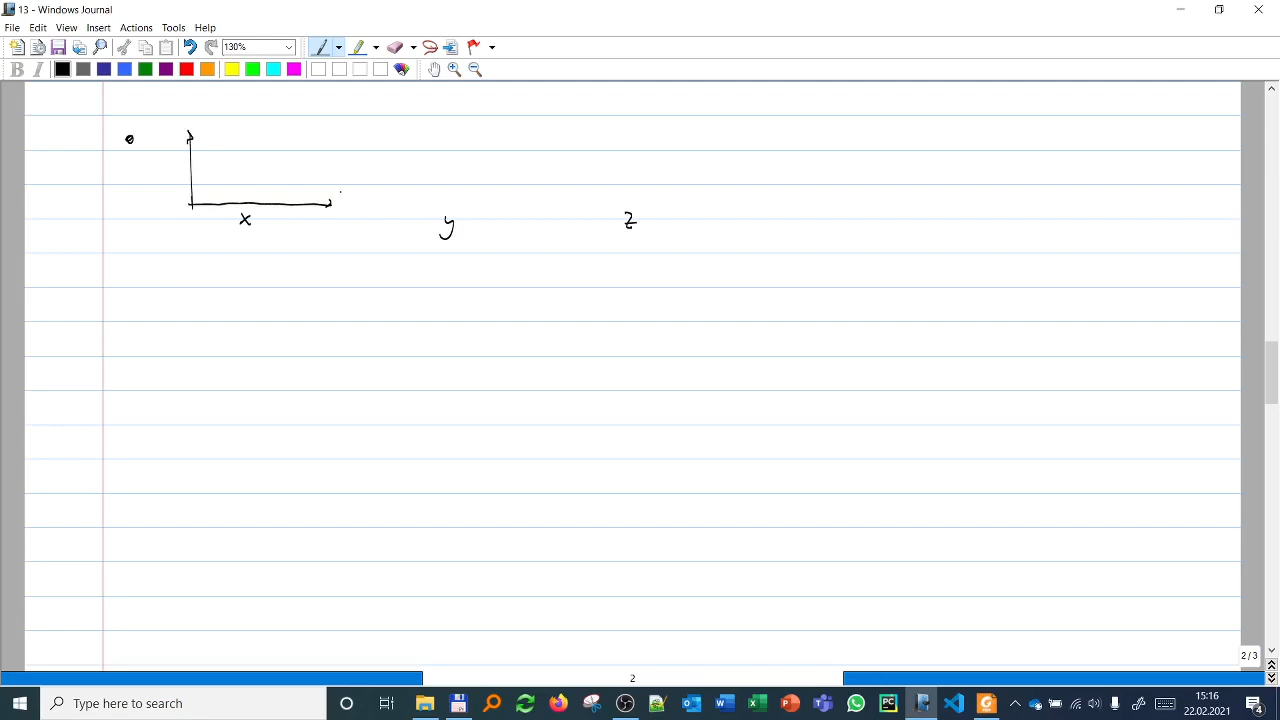 13 - Windows Journal
File Edit View Insert Actions Tools Help
130%
B I
x y z
2 / 3
2
Type here to search
15:16
22.02.2021
4